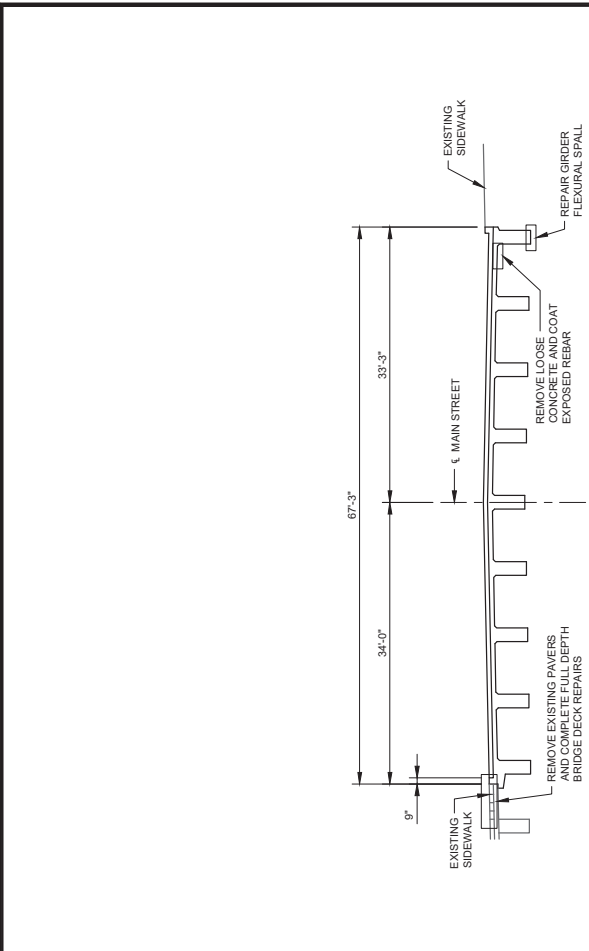 67'-3"
34'-0"
33'-3"
9"
℄ MAIN STREET
EXISTING
SIDEWALK
EXISTING
SIDEWALK
REMOVE EXISTING PAVERS
AND COMPLETE FULL DEPTH
BRIDGE DECK REPAIRS
REMOVE LOOSE
CONCRETE AND COAT
EXPOSED REBAR
REPAIR GIRDER
FLEXURAL SPALL